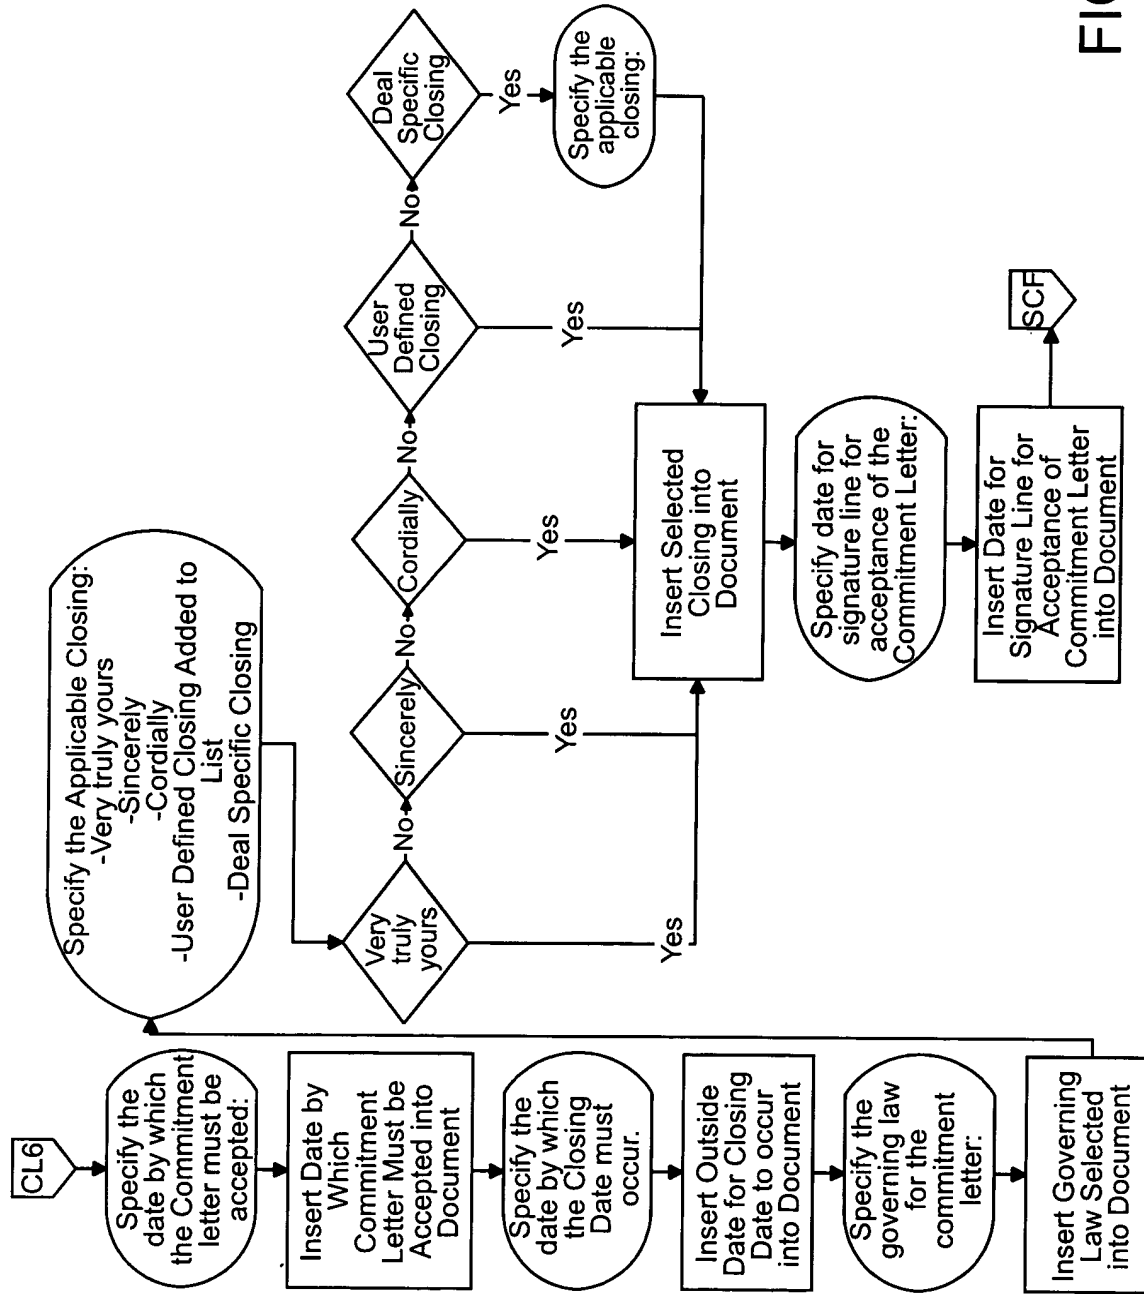 CL6
Specify the
date by which
the Commitment
letter must be
accepted:
Insert Date by
Which
Commitment
Letter Must be
Accepted into
Document
Specify the
date by which
the Closing
Date must
occur.
Insert Outside
Date for Closing
Date to occur
into Document
Specify the
governing law
for the
commitment
letter:
Insert Governing
Law Selected
into Document
Specify the Applicable Closing:
-Very truly yours
-Sincerely
-Cordially
-User Defined Closing Added to
List
-Deal Specific Closing
Very
truly
yours
No
Yes
Sincerely
No
Yes
Cordially
No
Yes
User
Defined
Closing
No
Yes
Deal
Specific
Closing
Yes
Specify the
applicable
closing:
Insert Selected
Closing into
Document
Specify date for
signature line for
acceptance of the
Commitment Letter:
Insert Date for
Signature Line for
Acceptance of
Commitment Letter
into Document
SCF